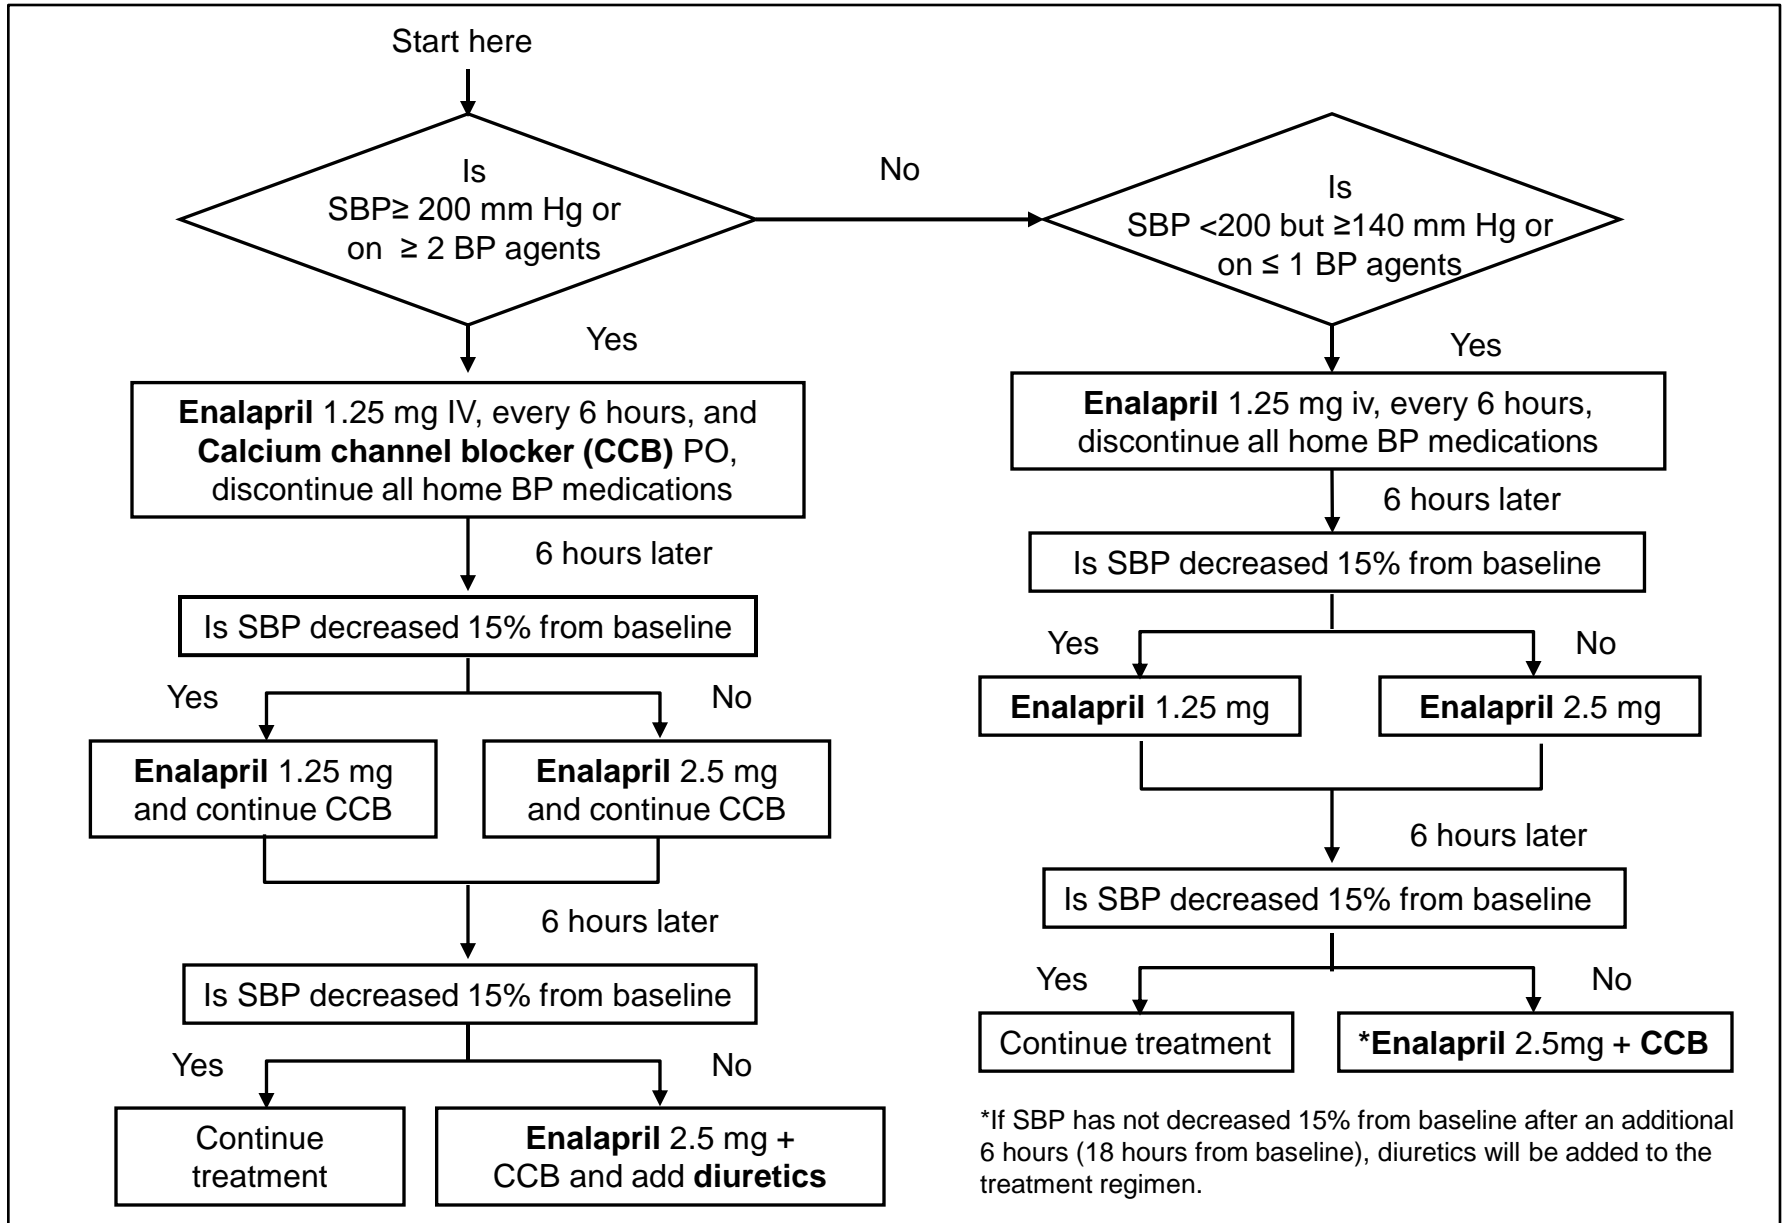 Start here
Is
SBP≥ 200 mm Hg or
on ≥ 2 BP agents
No
Is
SBP <200 but ≥140 mm Hg or
on ≤ 1 BP agents
Yes
Enalapril 1.25 mg IV, every 6 hours, and
Calcium channel blocker (CCB) PO,
discontinue all home BP medications
6 hours later
Is SBP decreased 15% from baseline
Yes
No
Enalapril 1.25 mg
and continue CCB
Enalapril 2.5 mg
and continue CCB
6 hours later
Is SBP decreased 15% from baseline
Yes
No
Continue
treatment
Enalapril 2.5 mg +
CCB and add diuretics
Yes
Enalapril 1.25 mg iv, every 6 hours,
discontinue all home BP medications
6 hours later
Is SBP decreased 15% from baseline
Yes
No
Enalapril 1.25 mg
Enalapril 2.5 mg
6 hours later
Is SBP decreased 15% from baseline
Yes
No
Continue treatment
*Enalapril 2.5mg + CCB
*If SBP has not decreased 15% from baseline after an additional
6 hours (18 hours from baseline), diuretics will be added to the
treatment regimen.